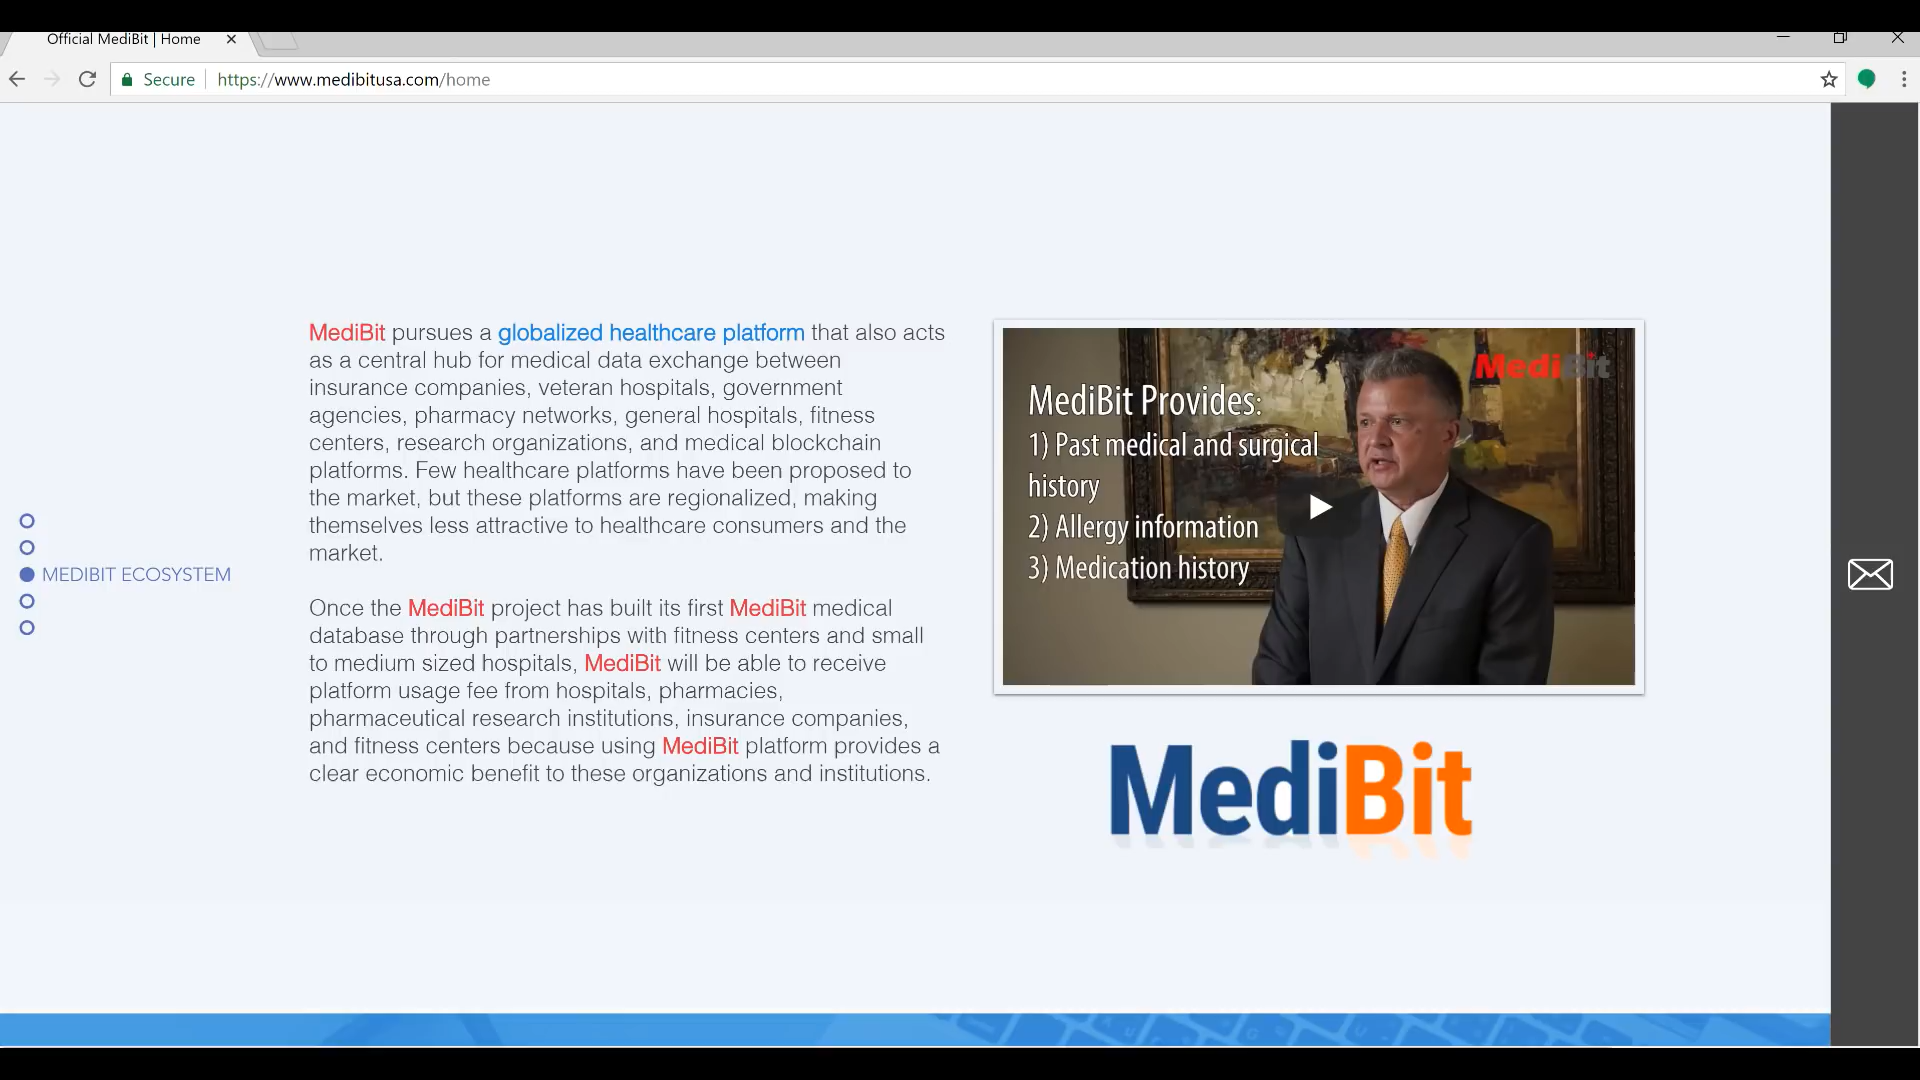 Official MediBit | Home
Secure
https://www.medibitusa.com/home
MediBit pursues a globalized healthcare platform that also acts
as a central hub for medical data exchange between
insurance companies, veteran hospitals, government
agencies, pharmacy networks, general hospitals, fitness
centers, research organizations, and medical blockchain
platforms. Few healthcare platforms have been proposed to
the market, but these platforms are regionalized, making
themselves less attractive to healthcare consumers and the
market.
Once the MediBit project has built its first MediBit medical
database through partnerships with fitness centers and small
to medium sized hospitals, MediBit will be able to receive
platform usage fee from hospitals, pharmacies,
pharmaceutical research institutions, insurance companies,
and fitness centers because using MediBit platform provides a
clear economic benefit to these organizations and institutions.
MEDIBIT ECOSYSTEM
MediBit
MediBit Provides:
1) Past medical and surgical
history
2) Allergy information
3) Medication history
MediBit